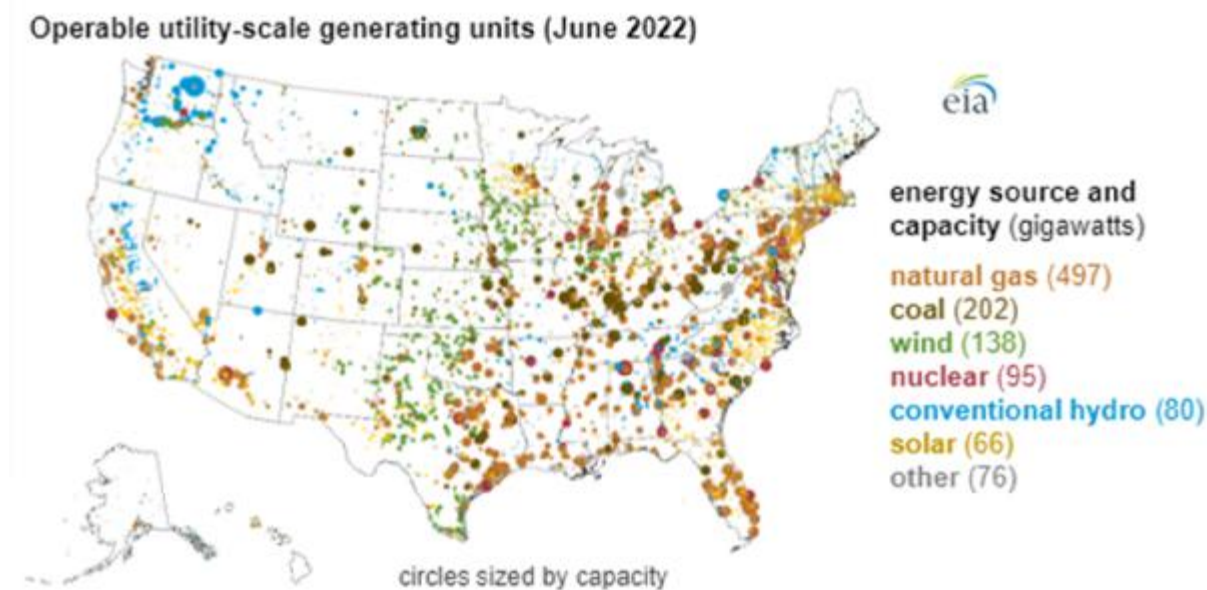 Operable utility-scale generating units (June 2022)
eia
energy source and
capacity (gigawatts)
natural gas (497)
coal (202)
wind (138)
nuclear (95)
conventional hydro (80)
solar (66)
other (76)
circles sized by capacity